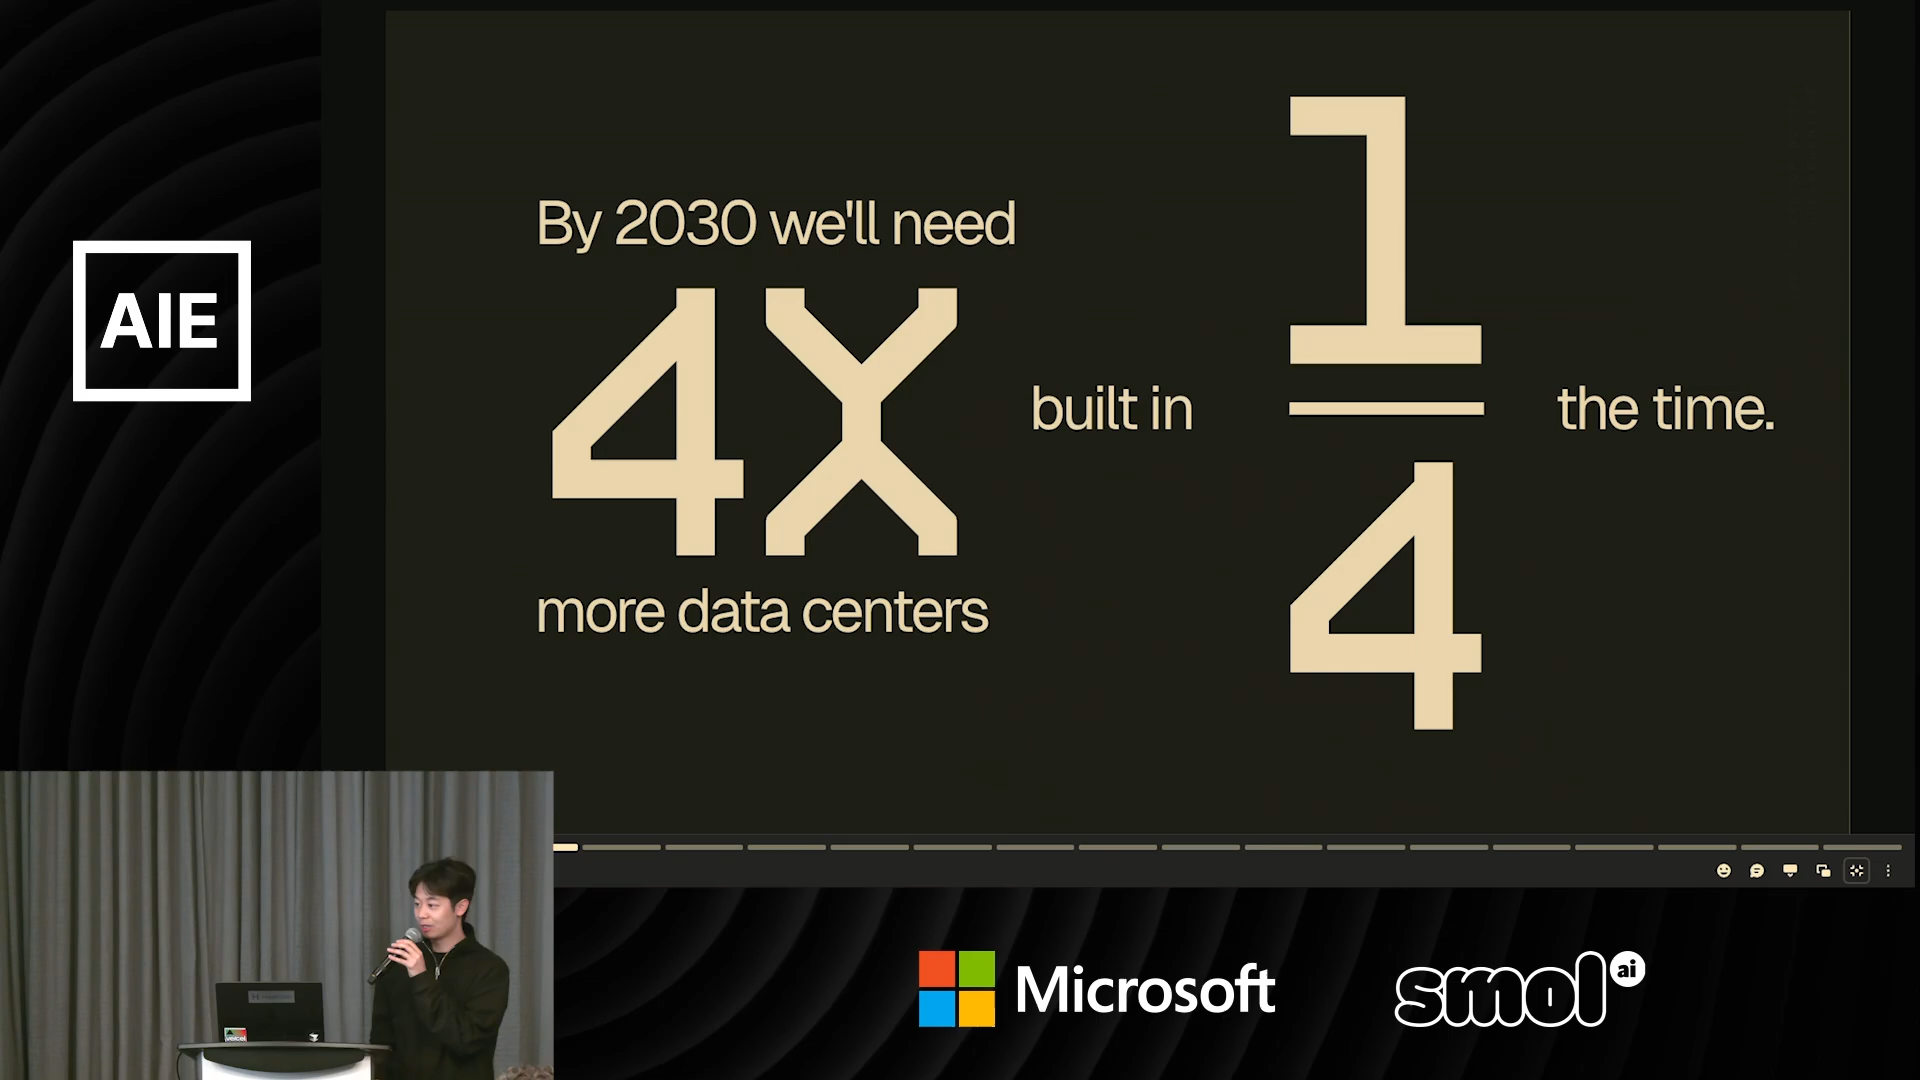 AIE
By 2030 we'll need
4X
more data centers
built in
1
4
the time.
vercel
Microsoft
smol ai